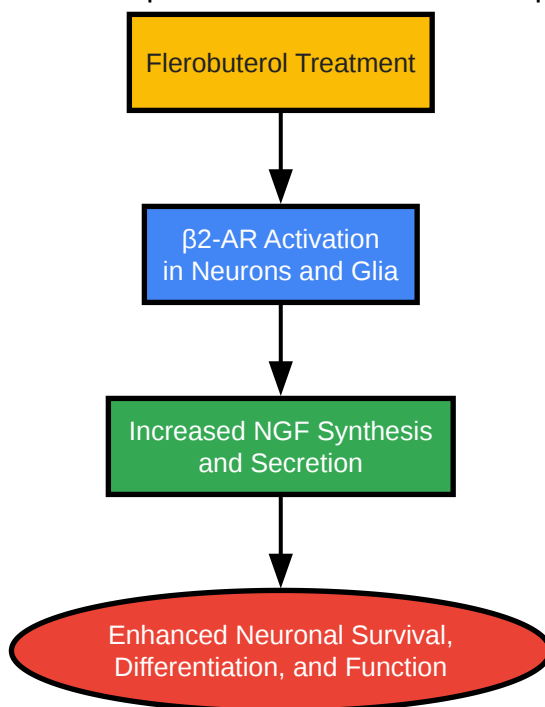 Flerobuterol Treatment
β2-AR Activation
in Neurons and Glia
Increased NGF Synthesis
and Secretion
Enhanced Neuronal Survival,
Differentiation, and Function